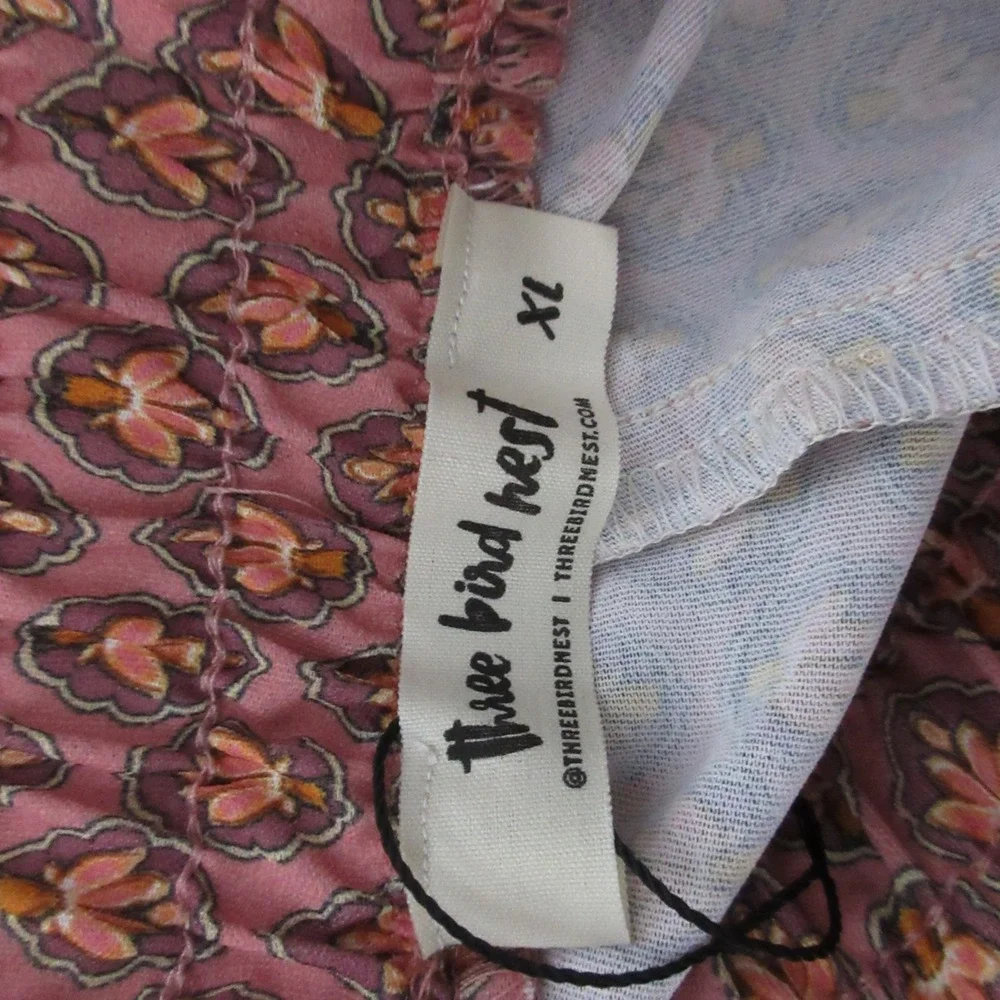 three bird nest XL
@THREEBIRDNEST | THREEBIRDNEST.COM